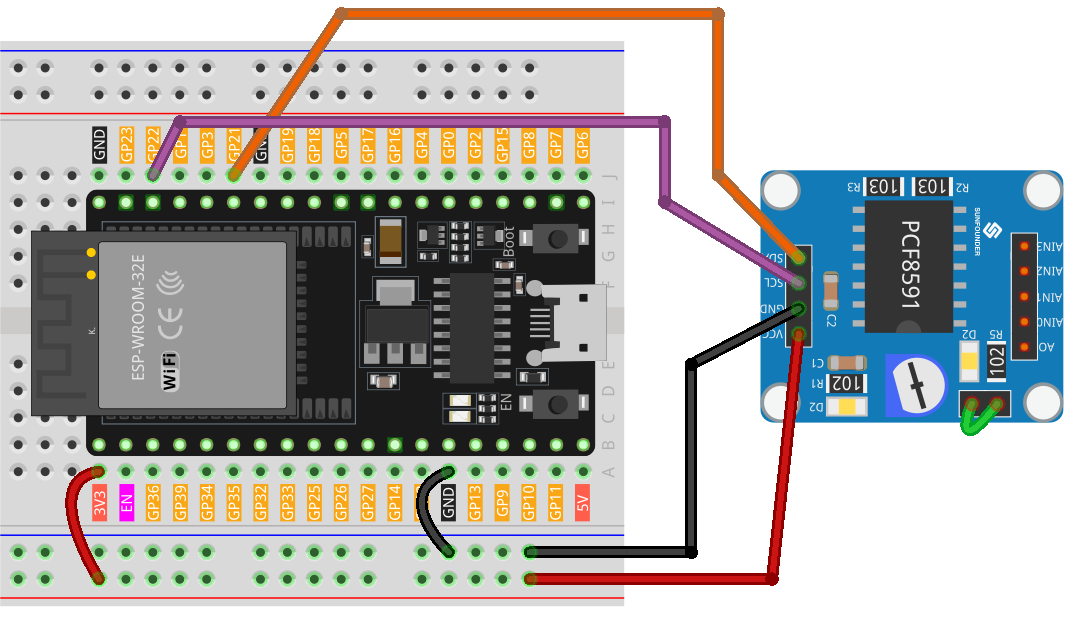 GND
GP23
GP22
GP1
GP3
GP21
GND
GP19
GP18
GP5
GP17
GP16
GP4
GP0
GP2
GP15
GP8
GP7
GP6
J
I
H
G
F
E
D
C
B
A
ESP-WROOM-32E
CE
WiFi
K.
Boot
EN
3V3
EN
GP36
GP39
GP34
GP35
GP32
GP33
GP25
GP26
GP27
GP14
GND
GP13
GP9
GP10
GP11
5V
R3
103
103
R2
PCF8591
SUNFOUNDER
SDA
SCL
GND
VCC
C2
AIN3
AIN2
AIN1
AIN0
AO
C1
R1
102
D2
D2
R5
102